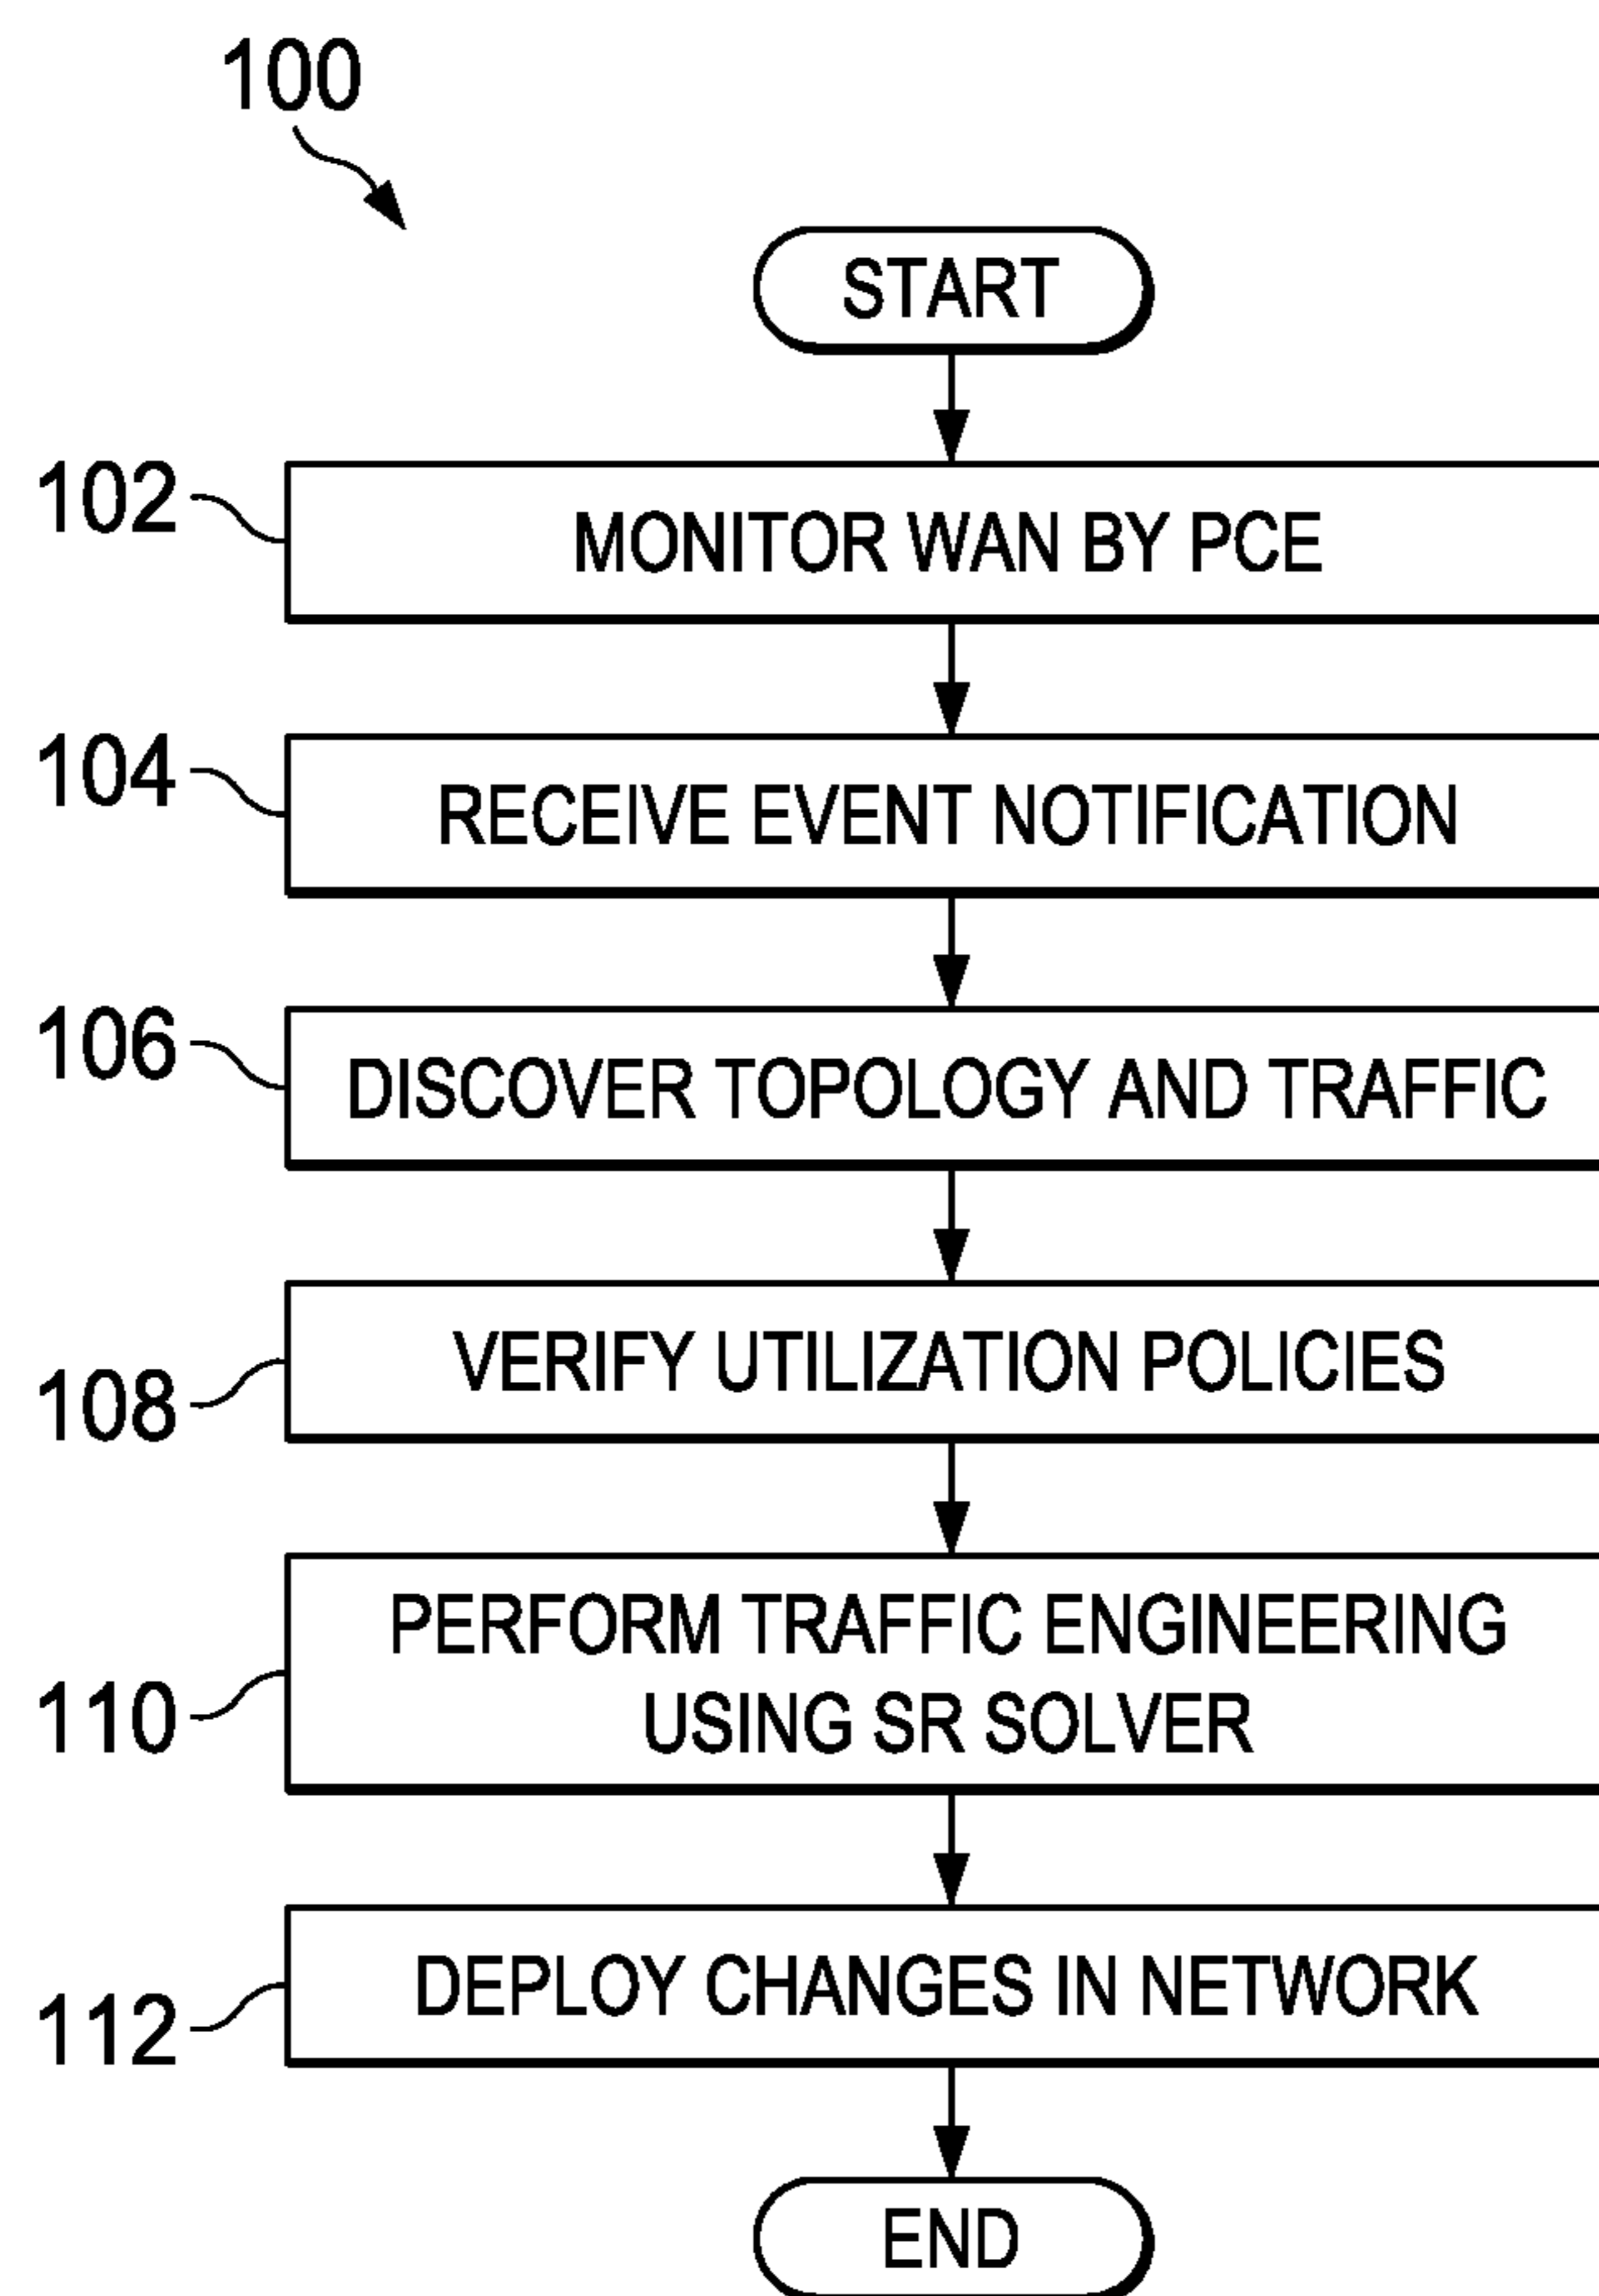 100
START
102
MONITOR WAN BY PCE
104
RECEIVE EVENT NOTIFICATION
106
DISCOVER TOPOLOGY AND TRAFFIC
108
VERIFY UTILIZATION POLICIES
110
PERFORM TRAFFIC ENGINEERING
USING SR SOLVER
112
DEPLOY CHANGES IN NETWORK
END